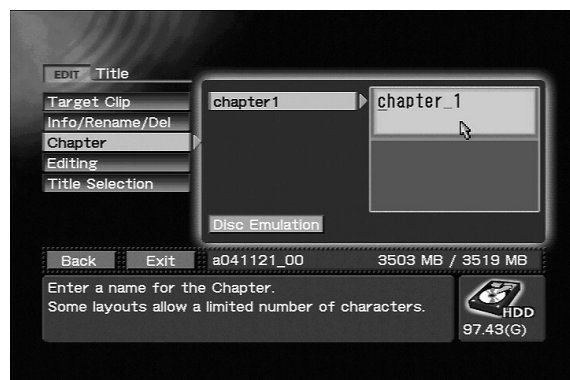 EDIT Title
Target Clip
Info/Rename/Del
Chapter
Editing
Title Selection
chapter1
chapter_1
Disc Emulation
Back Exit a041121_00 3503 MB / 3519 MB
Enter a name for the Chapter.
Some layouts allow a limited number of characters.
HDD
97.43(G)